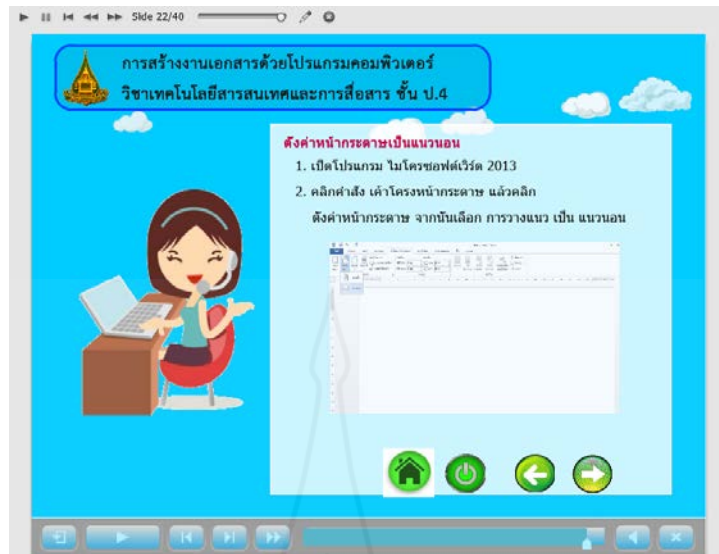 Slide 22/40
การสร้างงานเอกสารด้วยโปรแกรมคอมพิวเตอร์
วิชาเทคโนโลยีสารสนเทศและการสื่อสาร ชั้น ป.4
ตั้งค่าหน้ากระดาษเป็นแนวนอน
1. เปิดโปรแกรม ไมโครซอฟต์เวิร์ด 2013
2. คลิกคำสั่ง เค้าโครงหน้ากระดาษ แล้วคลิก
ตั้งค่าหน้ากระดาษ จากนั้นเลือก การวางแนว เป็น แนวนอน